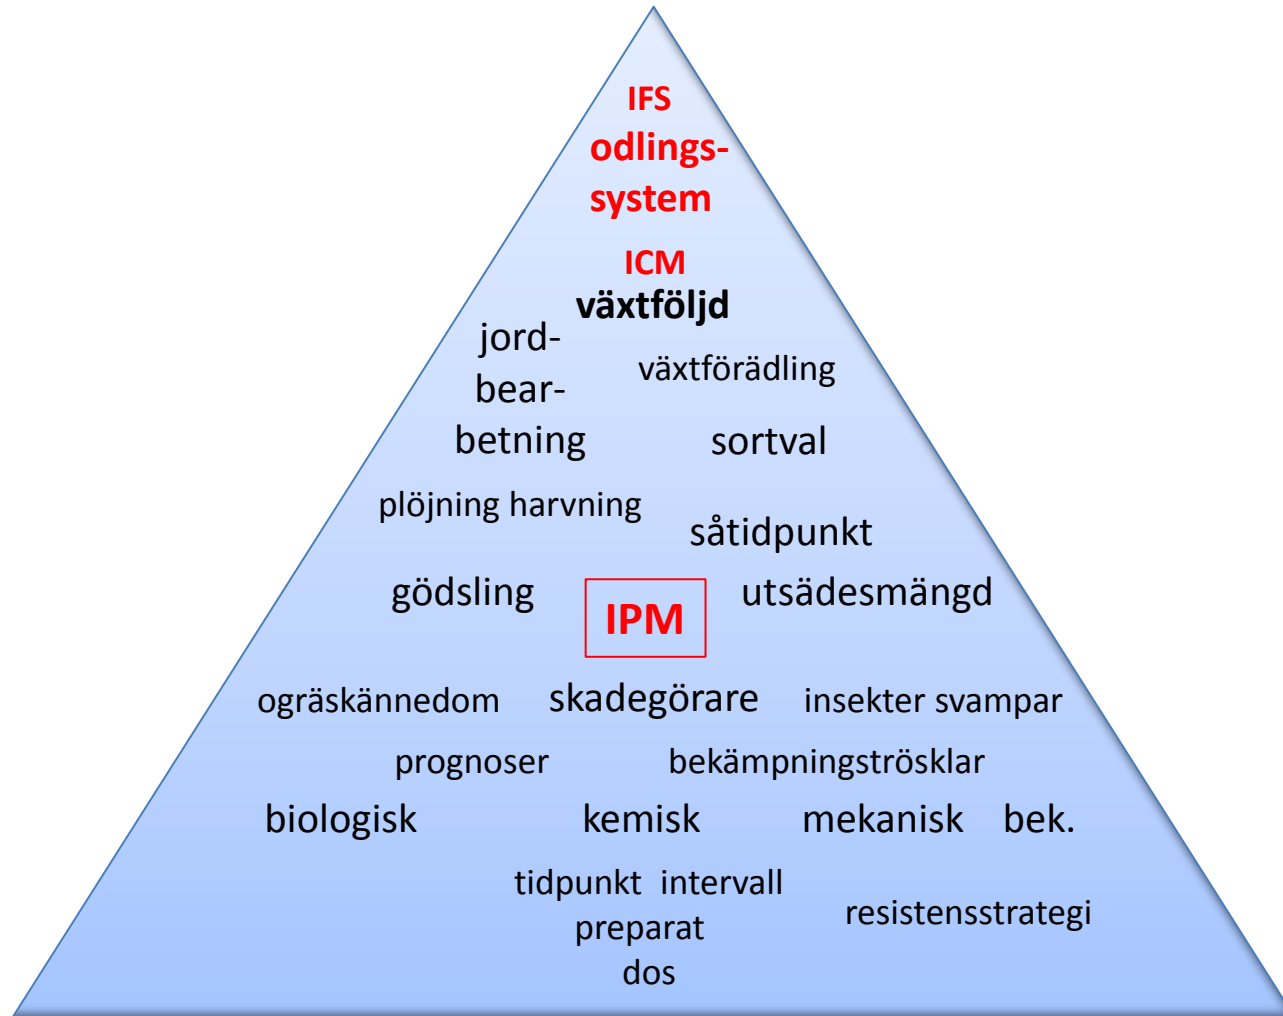 IFS
odlings-
system
ICM
växtföljd
jord-
bear-
betning
växtförädling
sortval
plöjning harvning
såtidpunkt
gödsling
IPM
utsädesmängd
ogräskännedom skadegörare insekter svampar
prognoser bekämpningströsklar
biologisk kemisk mekanisk bek.
tidpunkt intervall
preparat
resistensstrategi
dos